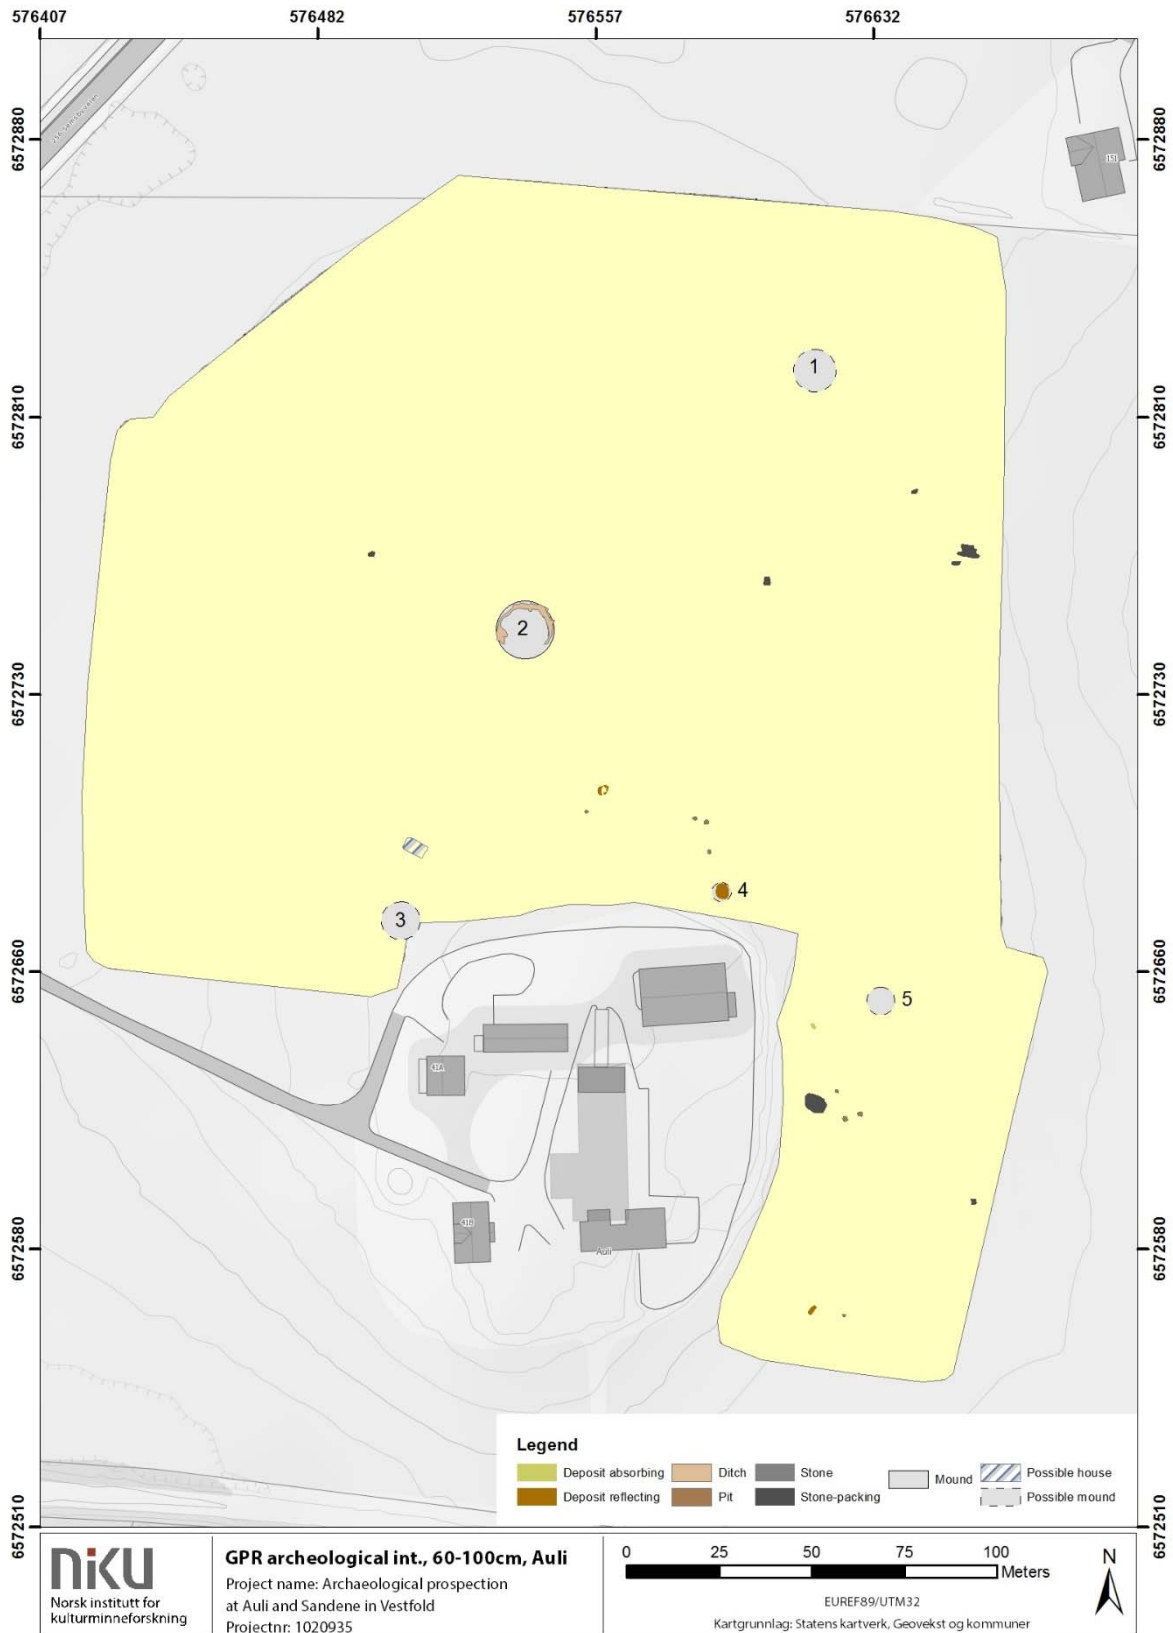 576407 576482 576557 576632
6572880 6572880
6572810 6572810
6572730 6572730
6572660 6572660
6572580 6572580
6572510 6572510
151
1
2
3
4
5
41A
41B
Auli
Legend
Deposit absorbing Ditch Stone Mound Possible house
Deposit reflecting Pit Stone-packing Possible mound
niKU
Norsk institutt for
kulturminneforskning
GPR archeological int., 60-100cm, Auli
Project name: Archaeological prospection
at Auli and Sandene in Vestfold
Projectnr: 1020935
0 25 50 75 100
Meters
EUREF89/UTM32
Kartgrunnlag: Statens kartverk, Geovekst og kommuner
N